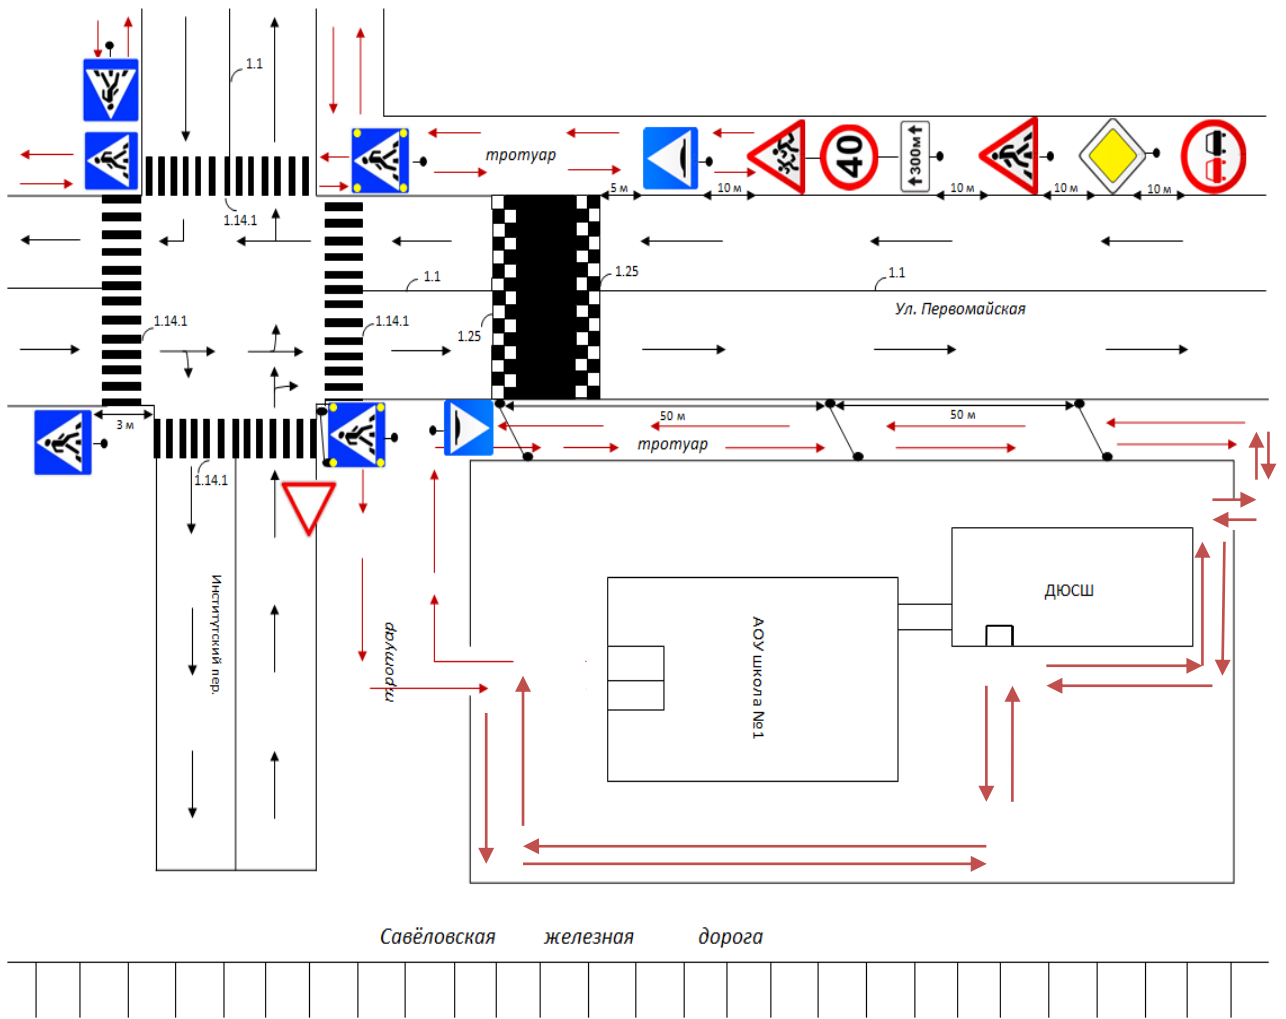 1.1
тротуар
40
300м
5 м
10 м
10 м
10 м
10 м
1.14.1
1.1
1.25
1.1
Ул. Первомайская
1.14.1
1.14.1
1.25
3 м
50 м
50 м
тротуар
1.14.1
Институтский пер.
тротуар
АОУ школа №1
ДЮСШ
Савёловская железная дорога